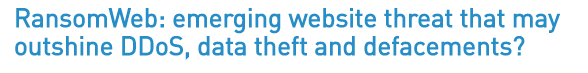 RansomWeb: emerging website threat that may
outshine DDoS, data theft and defacements?